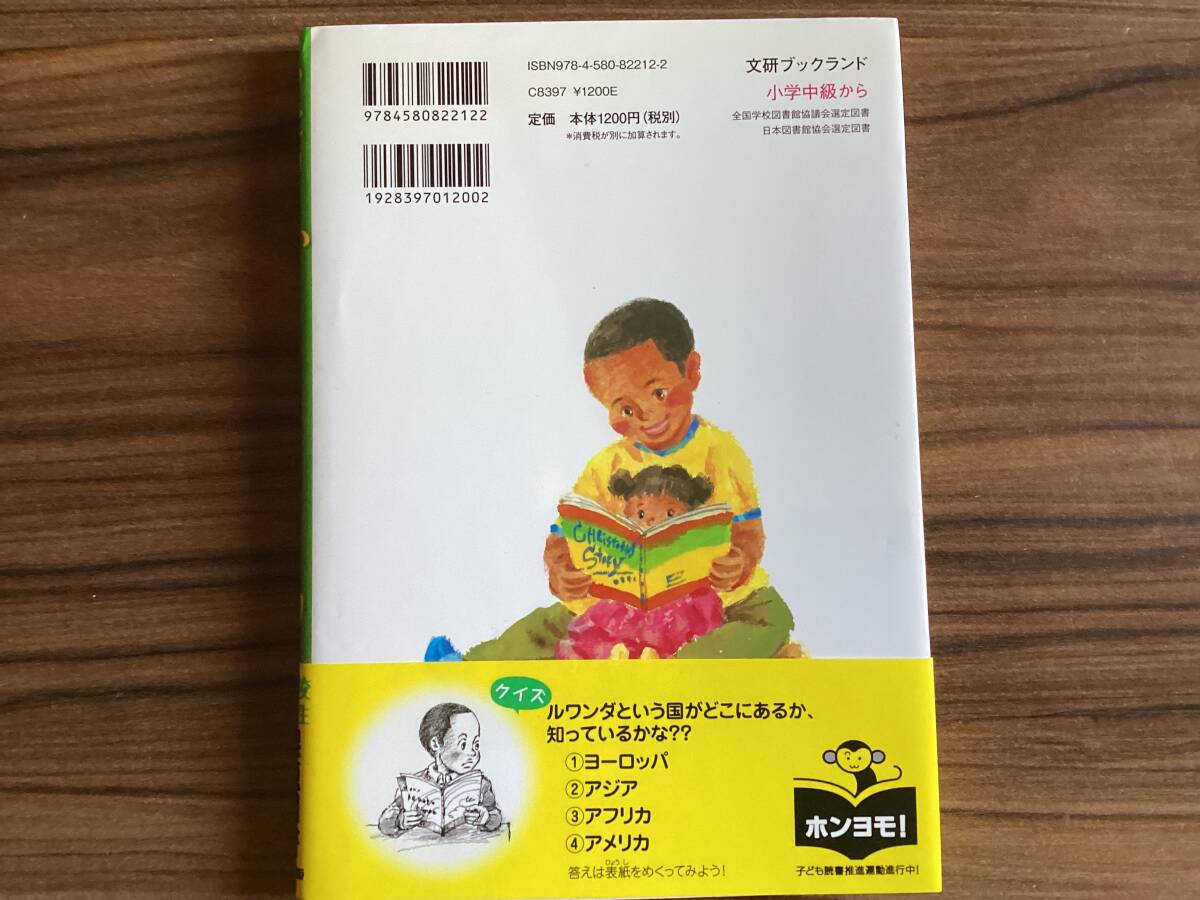 9784580822122
1928397012002
ISBN978-4-580-82212-2
C8397 ¥1200E
定価 本体1200円(税別)
*消費税が別に加算されます。
文研ブックランド
小学中級から
全国学校図書館協議会選定図書
日本図書館協会選定図書
Christmas
Story
クイズ
ルワンダという国がどこにあるか、
知っているかな??
①ヨーロッパ
②アジア
③アフリカ
④アメリカ
ひょうし
答えは表紙をめくってみよう!
ホンヨモ!
子ども読書推進運動進行中!